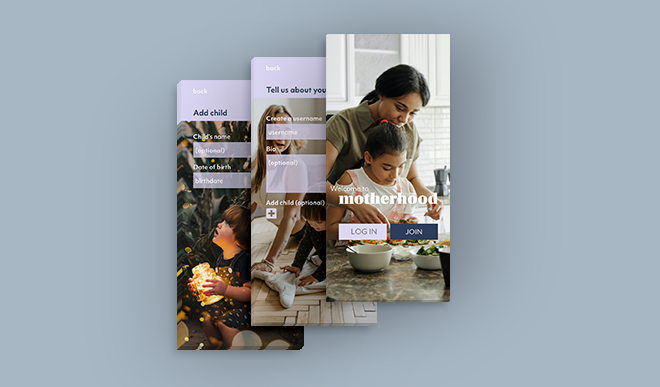 back
Add child
Child's name
(optional)
Date of birth
birthdate
back
Tell us about you
Create a username
username
Bio
(optional)
Add child (optional)
Welcome to
motherhood
LOG IN
JOIN